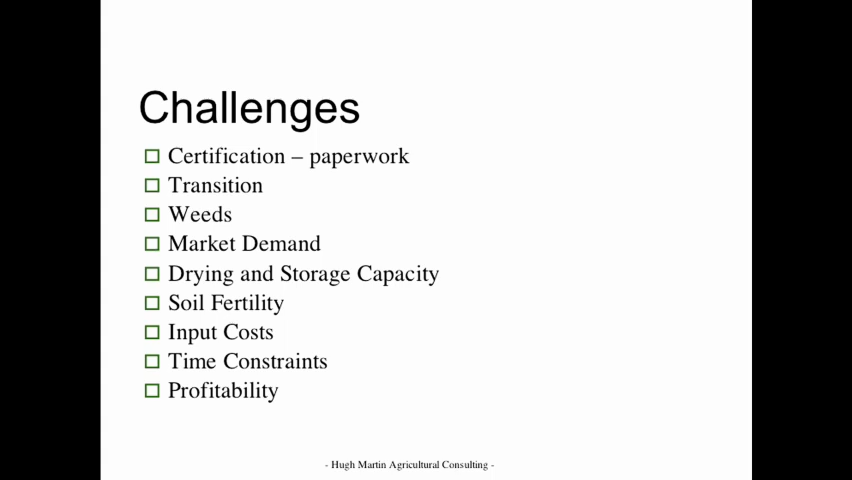 Challenges
Certification – paperwork
Transition
Weeds
Market Demand
Drying and Storage Capacity
Soil Fertility
Input Costs
Time Constraints
Profitability
- Hugh Martin Agricultural Consulting -